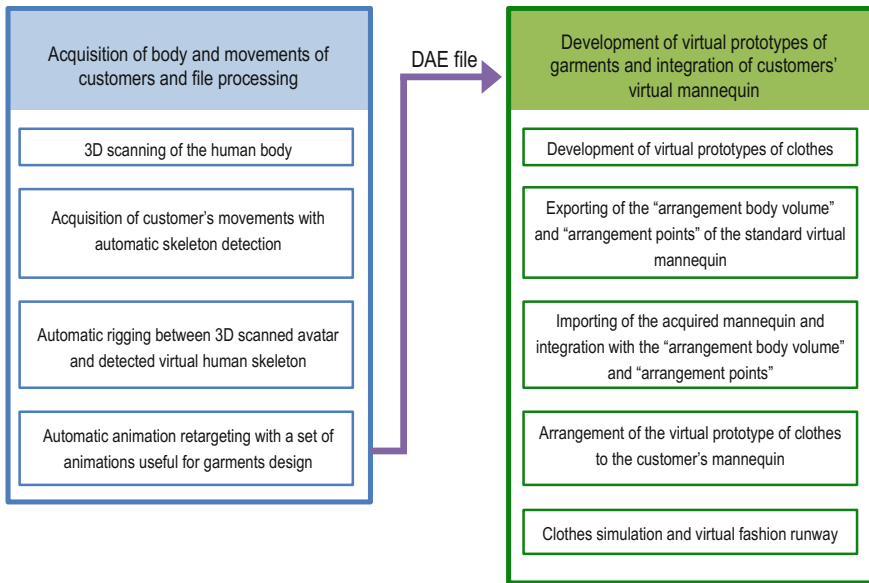 Acquisition of body and movements of
customers and file processing
3D scanning of the human body
Acquisition of customer's movements with
automatic skeleton detection
Automatic rigging between 3D scanned avatar
and detected virtual human skeleton
Automatic animation retargeting with a set of
animations useful for garments design
DAE file
Development of virtual prototypes of
garments and integration of customers'
virtual mannequin
Development of virtual prototypes of clothes
Exporting of the “arrangement body volume”
and “arrangement points” of the standard virtual
mannequin
Importing of the acquired mannequin and
integration with the “arrangement body volume”
and “arrangement points”
Arrangement of the virtual prototype of clothes
to the customer's mannequin
Clothes simulation and virtual fashion runway